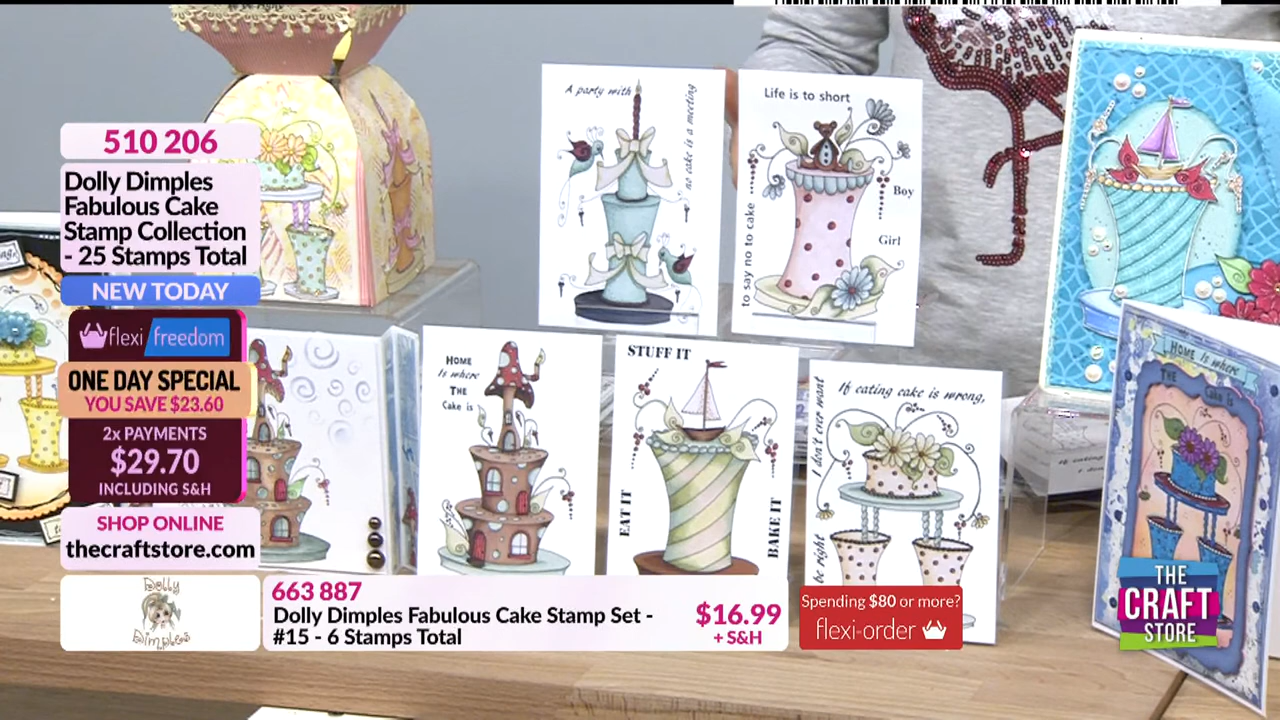 510 206
Dolly Dimples
Fabulous Cake
Stamp Collection
- 25 Stamps Total
NEW TODAY
flexi freedom
ONE DAY SPECIAL
YOU SAVE $23.60
2x PAYMENTS
$29.70
INCLUDING S&H
SHOP ONLINE
thecraftstore.com
Dolly
Dimples
663 887
Dolly Dimples Fabulous Cake Stamp Set -
#15 - 6 Stamps Total
$16.99
+ S&H
Spending $80 or more?
flexi-order
THE
CRAFT
STORE
A party with
no cake is a meeting
Life is to short
to say no to cake
Boy
Girl
HOME
Is where
THE
Cake is
STUFF IT
EAT IT
BAKE IT
If eating cake is wrong,
I don't ever want
be right
HOME Is where
THE
Cake is